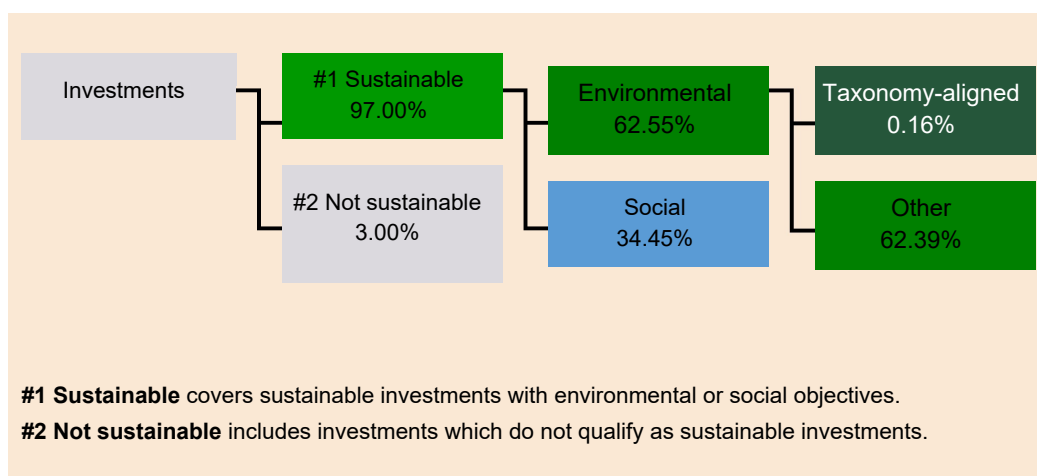 Investments
#1 Sustainable
97.00%
#2 Not sustainable
3.00%
Environmental
62.55%
Social
34.45%
Taxonomy-aligned
0.16%
Other
62.39%
#1 Sustainable covers sustainable investments with environmental or social objectives.
#2 Not sustainable includes investments which do not qualify as sustainable investments.